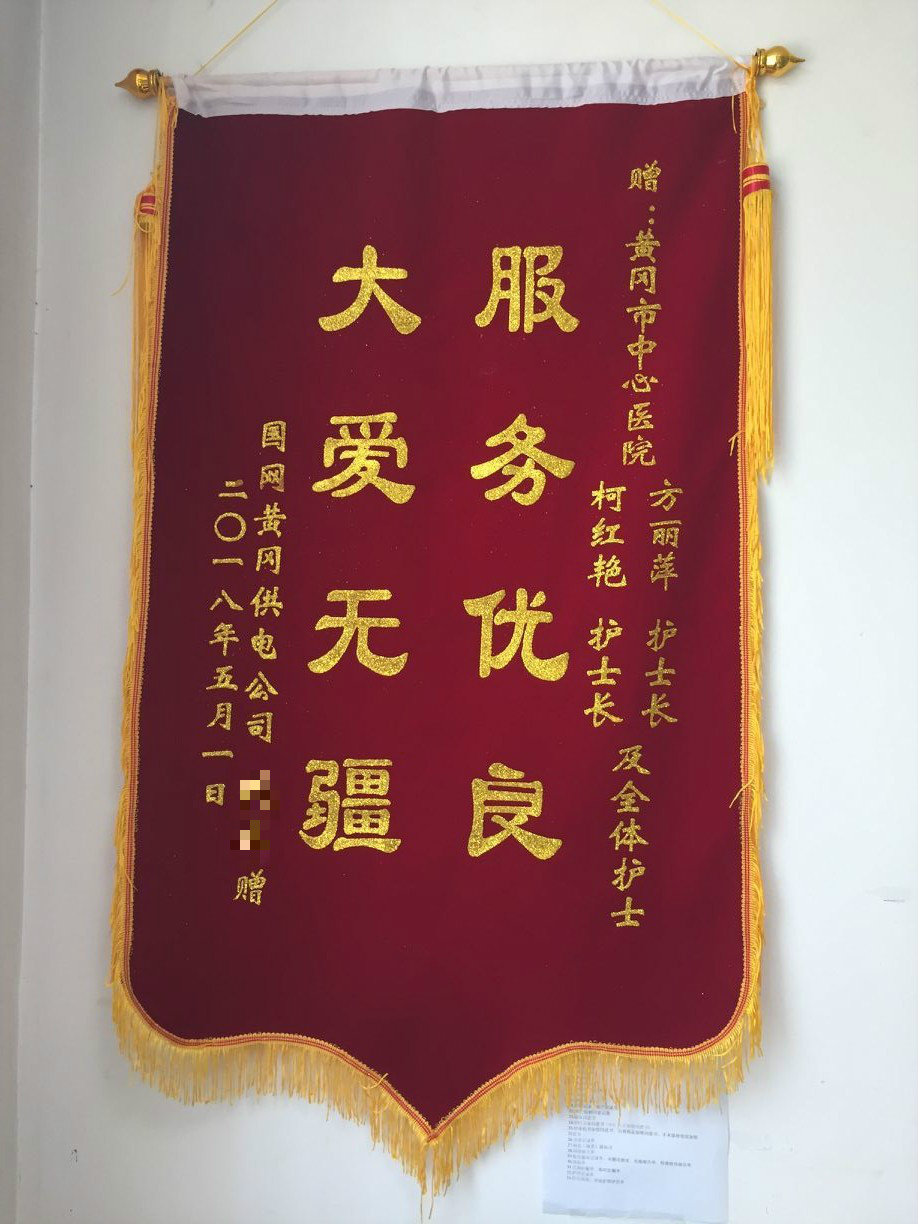 赠：黄冈市中心医院
方丽萍 护士长
柯红艳 护士长
及全体护士
服务优良
大爱无疆
国网黄冈供电公司
赠
二〇一八年五月一日